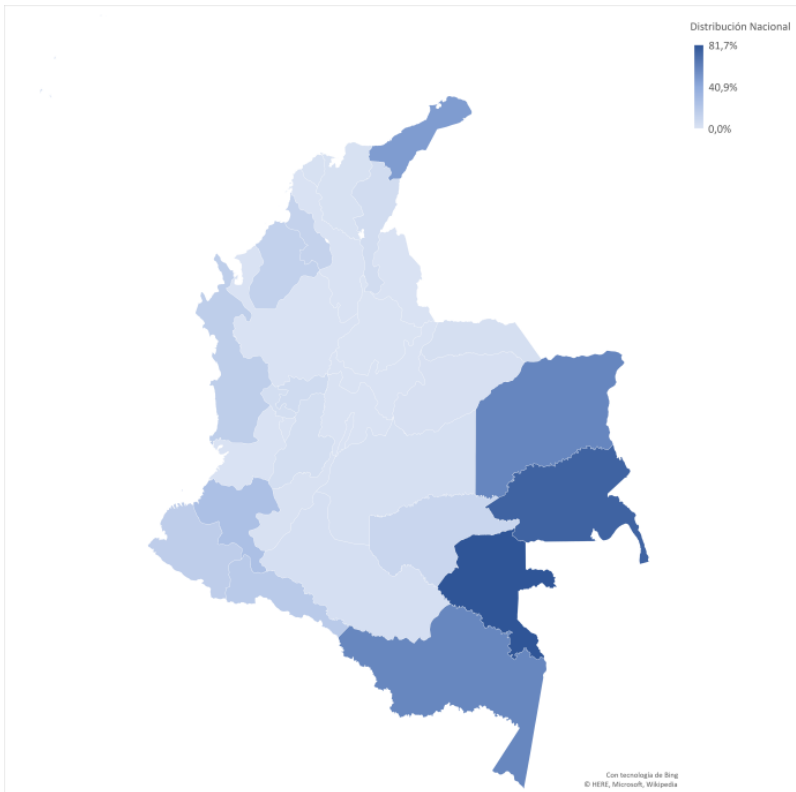 Distribución Nacional
81,7%
40,9%
0,0%
Con tecnología de Bing
© HERE, Microsoft, Wikipedia